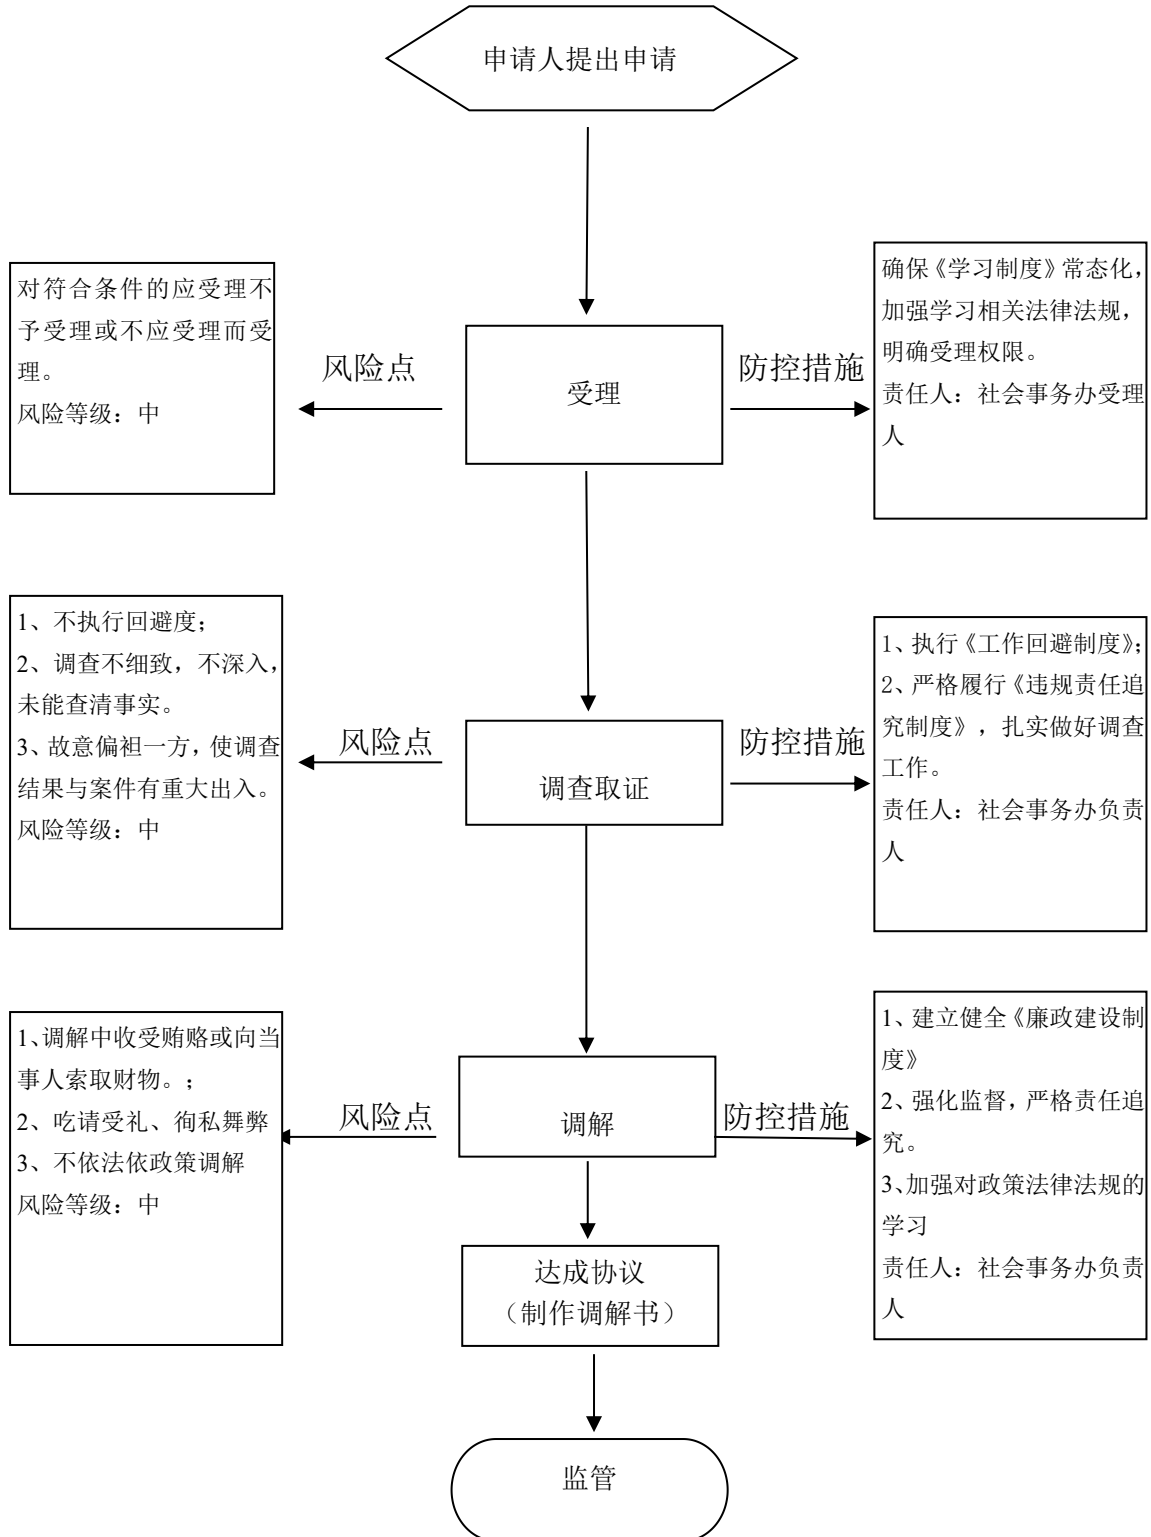 申请人提出申请
对符合条件的应受理不
予受理或不应受理而受
理。
风险等级：中
风险点
受理
防控措施
确保《学习制度》常态化，
加强学习相关法律法规，
明确受理权限。
责任人：社会事务办受理
人
1、不执行回避度；
2、调查不细致，不深入，
未能查清事实。
3、故意偏袒一方，使调查
结果与案件有重大出入。
风险等级：中
风险点
调查取证
防控措施
1、执行《工作回避制度》；
2、严格履行《违规责任追
究制度》，扎实做好调查
工作。
责任人：社会事务办负责
人
1、调解中收受贿赂或向当
事人索取财物。；
2、吃请受礼、徇私舞弊
3、不依法依政策调解
风险等级：中
风险点
调解
防控措施
1、建立健全《廉政建设制
度》
2、强化监督，严格责任追
究。
3、加强对政策法律法规的
学习
责任人：社会事务办负责
人
达成协议
（制作调解书）
监管